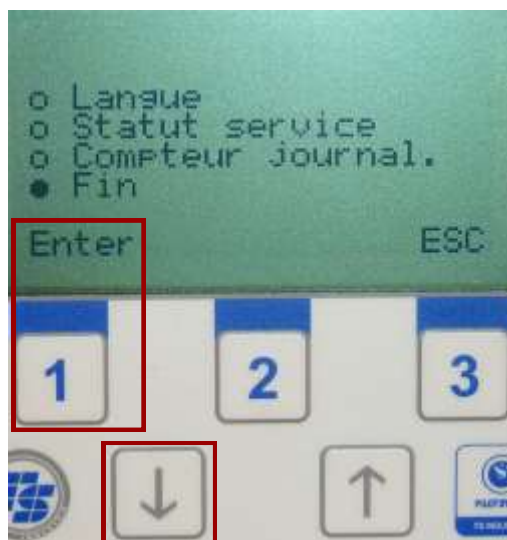 Langue
Statut service
Compteur journal.
Fin
Enter ESC
1 2 3